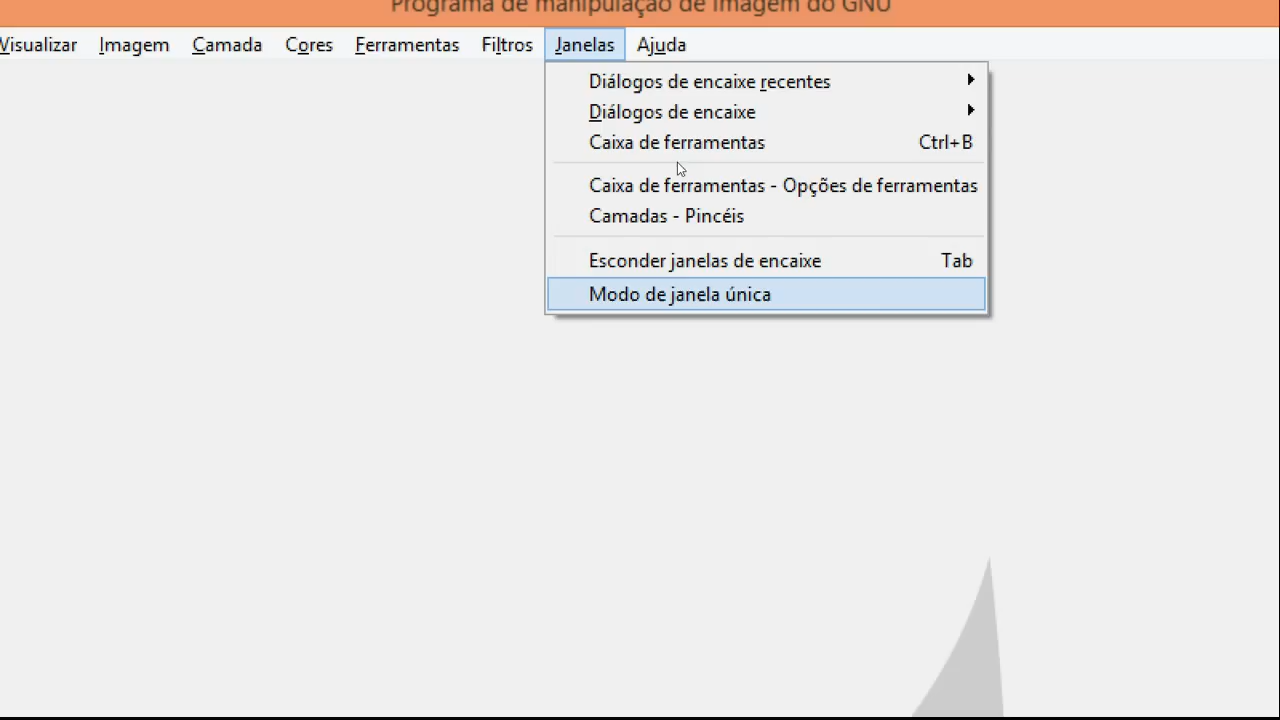 Programa de manipulação de imagem do GNU
Visualizar Imagem Camada Cores Ferramentas Filtros Janelas Ajuda
Diálogos de encaixe recentes
Diálogos de encaixe
Caixa de ferramentas Ctrl+B
Caixa de ferramentas - Opções de ferramentas
Camadas - Pincéis
Esconder janelas de encaixe Tab
Modo de janela única